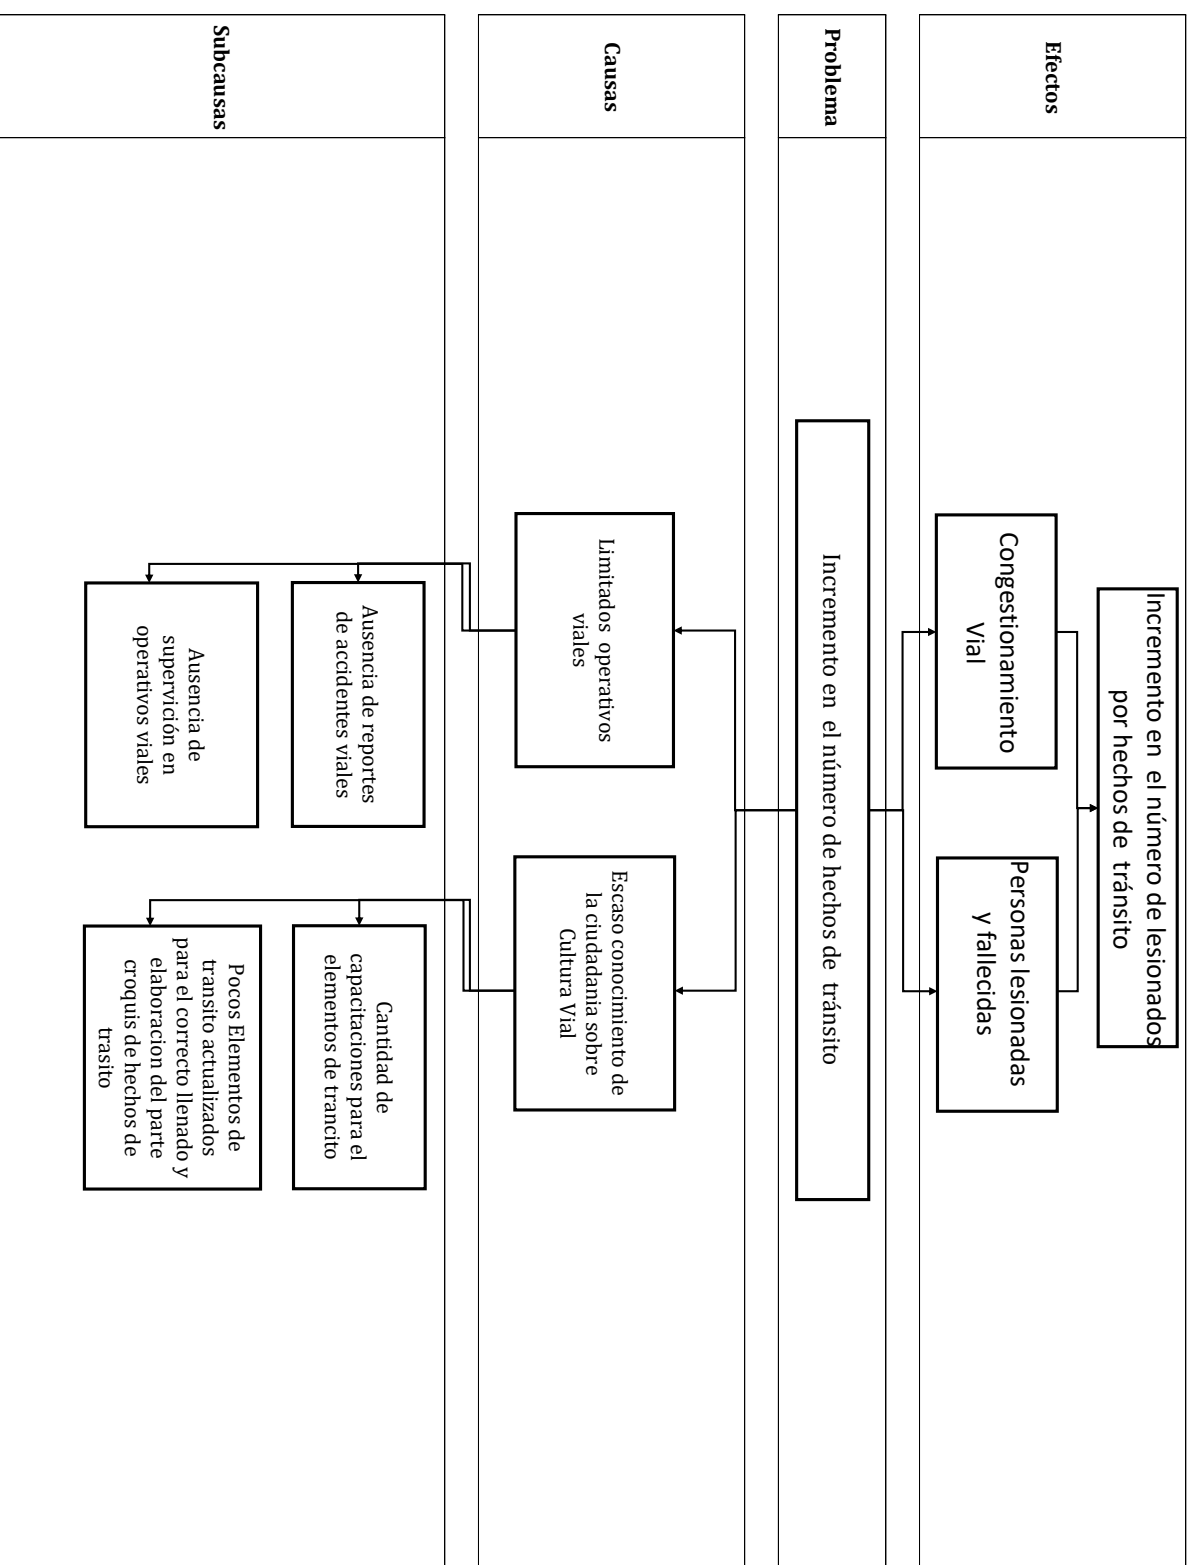 Efectos
Incremento en el número de lesionados
por hechos de tránsito
Congestionamiento
Vial
Personas lesionadas
y fallecidas
Problema
Incremento en el número de hechos de tránsito
Causas
Limitados operativos
viales
Escaso conocimiento de
la ciudadania sobre
Cultura Vial
Subcausas
Ausencia de reportes
de accidentes viales
Cantidad de
capacitaciones para el
elementos de trancito
Ausencia de
supervición en
operativos viales
Pocos Elementos de
transito actualizados
para el correcto llenado y
elaboracion del parte
croquis de hechos de
trasito